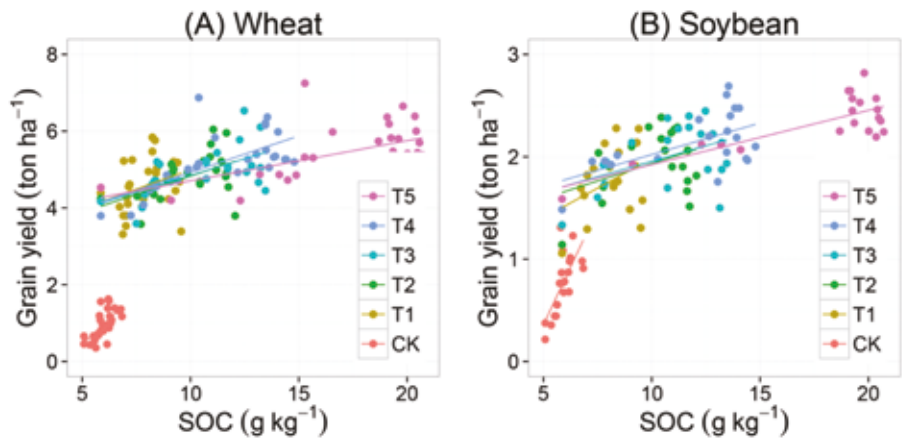 (A) Wheat
Grain yield (ton ha⁻¹)
8
6
4
2
0
T5
T4
T3
T2
T1
CK
5
10
15
20
SOC (g kg⁻¹)
(B) Soybean
Grain yield (ton ha⁻¹)
3
2
1
0
T5
T4
T3
T2
T1
CK
5
10
15
20
SOC (g kg⁻¹)